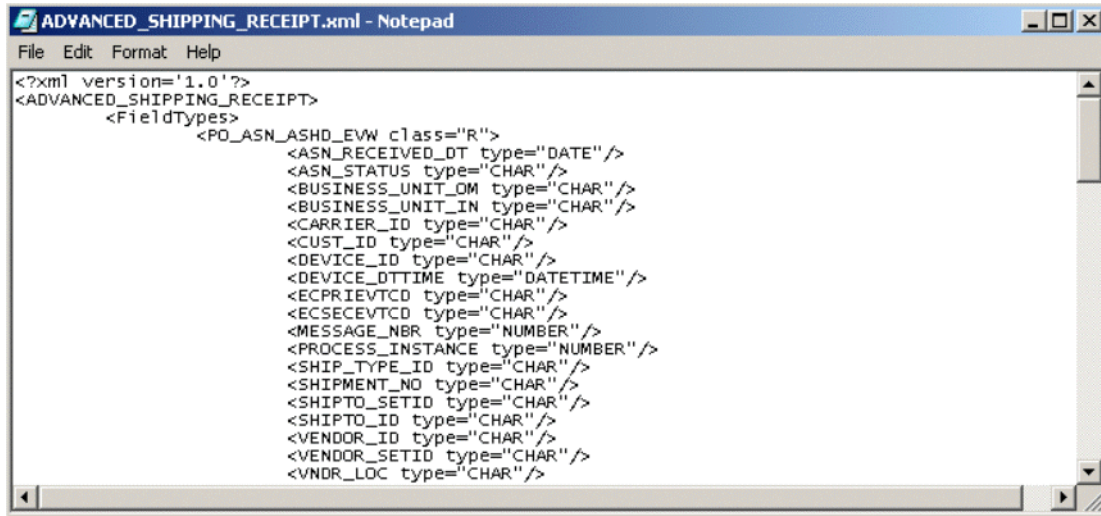 ADVANCED_SHIPPING_RECEIPT.xml - Notepad
File Edit Format Help
<?xml version='1.0'?>
<ADVANCED_SHIPPING_RECEIPT>
<FieldTypes>
<PO_ASN_ASHD_EVW class="R">
<ASN_RECEIVED_DT type="DATE"/>
<ASN_STATUS type="CHAR"/>
<BUSINESS_UNIT_OM type="CHAR"/>
<BUSINESS_UNIT_IN type="CHAR"/>
<CARRIER_ID type="CHAR"/>
<CUST_ID type="CHAR"/>
<DEVICE_ID type="CHAR"/>
<DEVICE_DTTIME type="DATETIME"/>
<ECPRIEVTCD type="CHAR"/>
<ECSECEVTCD type="CHAR"/>
<MESSAGE_NBR type="NUMBER"/>
<PROCESS_INSTANCE type="NUMBER"/>
<SHIP_TYPE_ID type="CHAR"/>
<SHIPMENT_NO type="CHAR"/>
<SHIPTO_SETID type="CHAR"/>
<SHIPTO_ID type="CHAR"/>
<VENDOR_ID type="CHAR"/>
<VENDOR_SETID type="CHAR"/>
<VNDR_LOC type="CHAR"/>